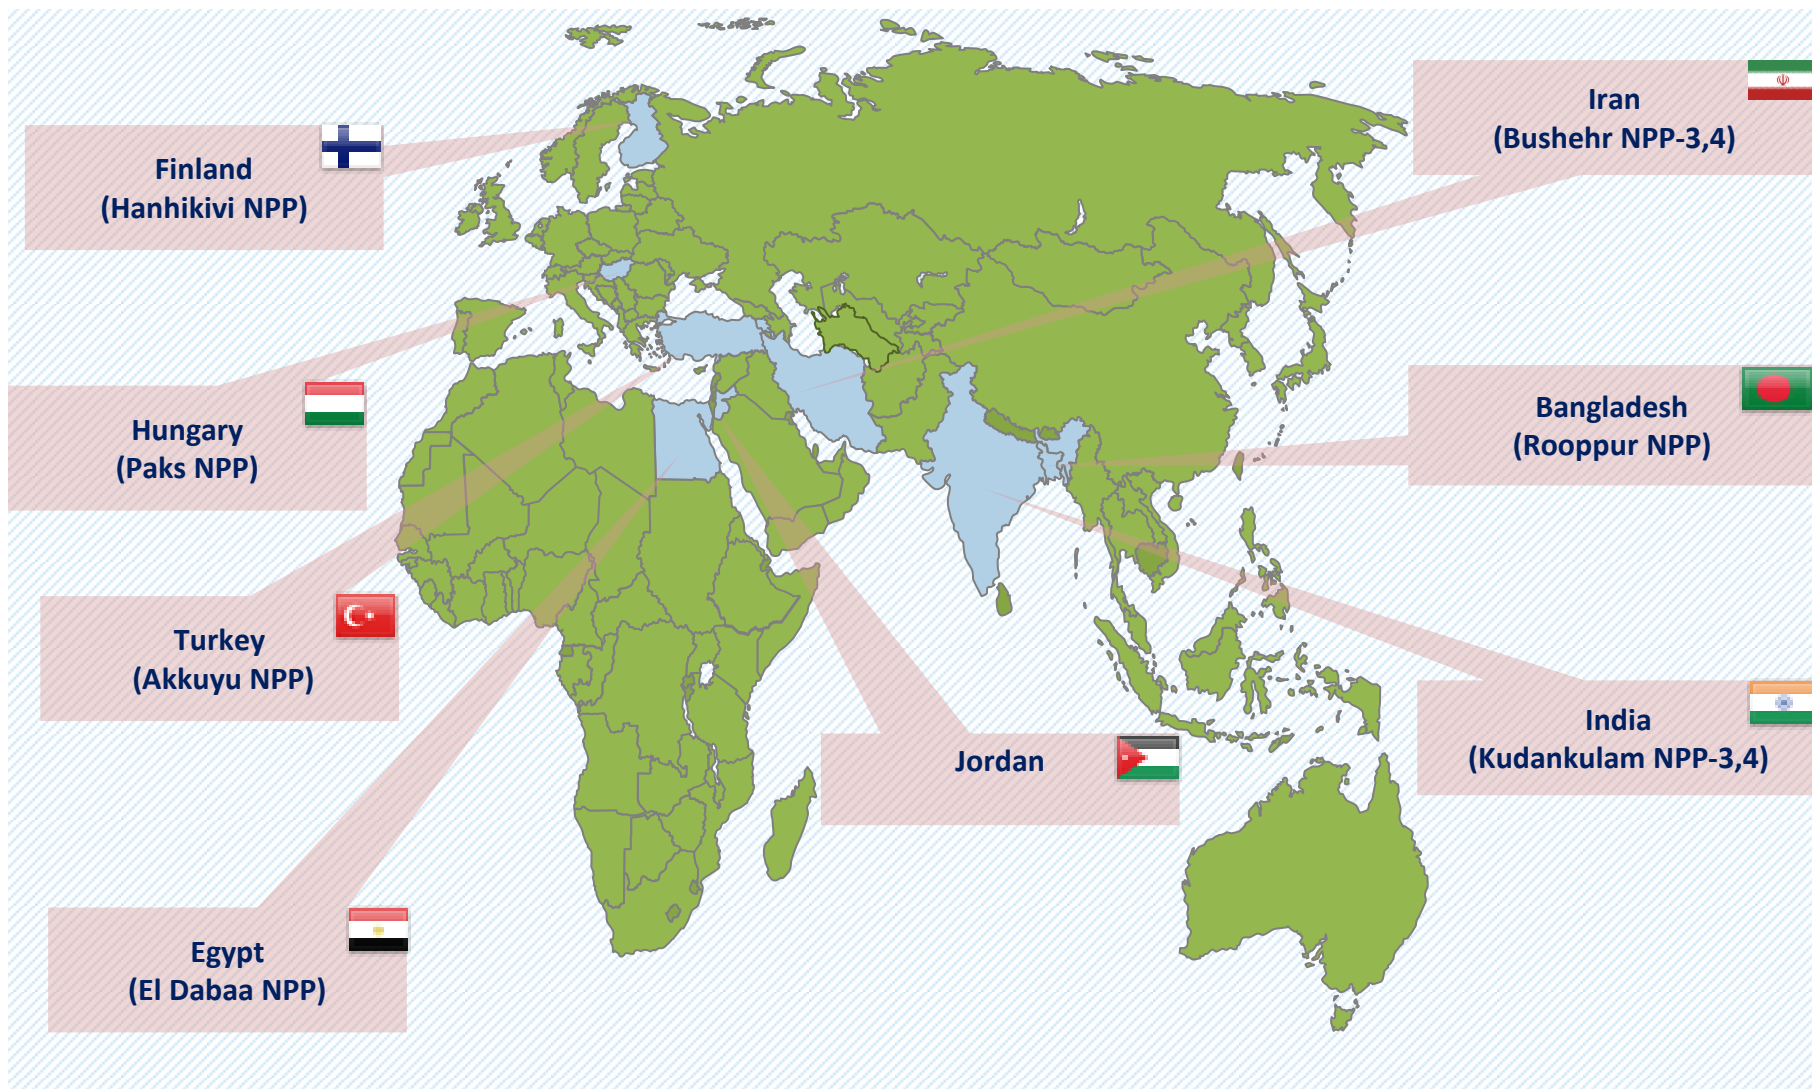 Iran
(Bushehr NPP-3,4)
Finland
(Hanhikivi NPP)
Hungary
(Paks NPP)
Bangladesh
(Rooppur NPP)
Turkey
(Akkuyu NPP)
Jordan
India
(Kudankulam NPP-3,4)
Egypt
(El Dabaa NPP)